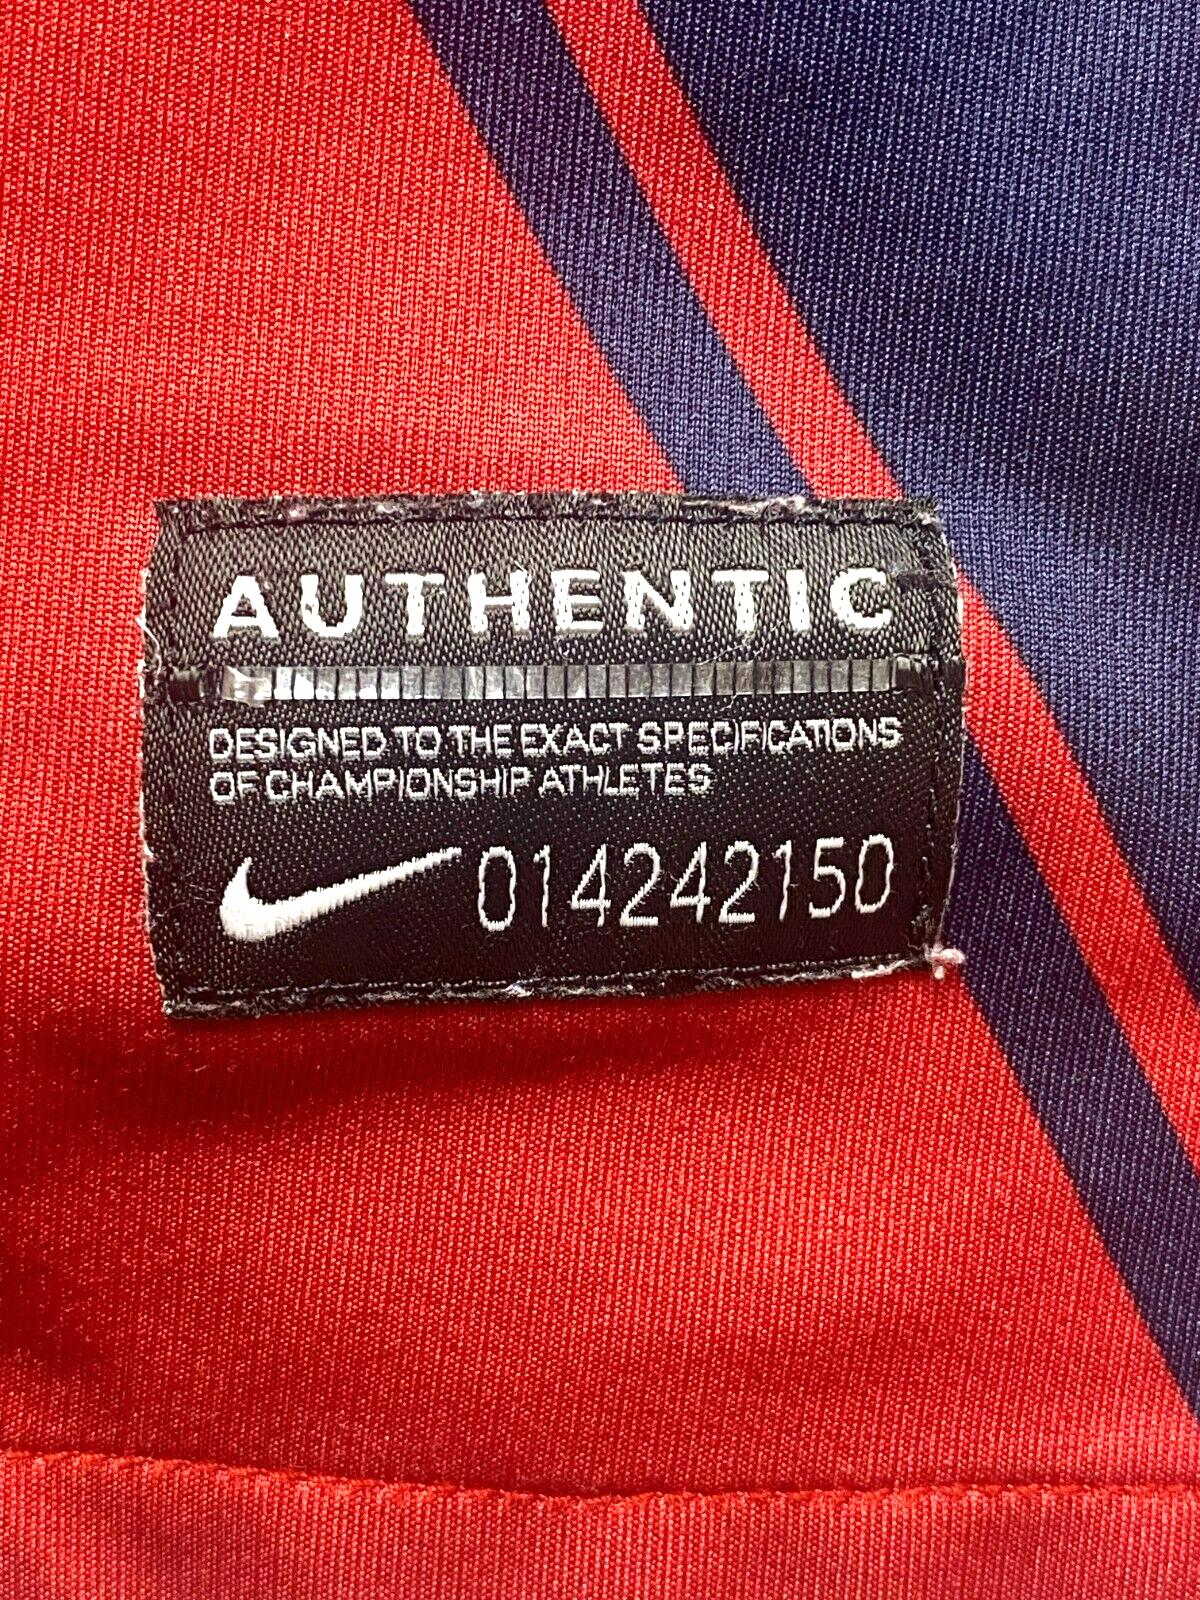 AUTHENTIC
DESIGNED TO THE EXACT SPECIFICATIONS
OF CHAMPIONSHIP ATHLETES
014242150